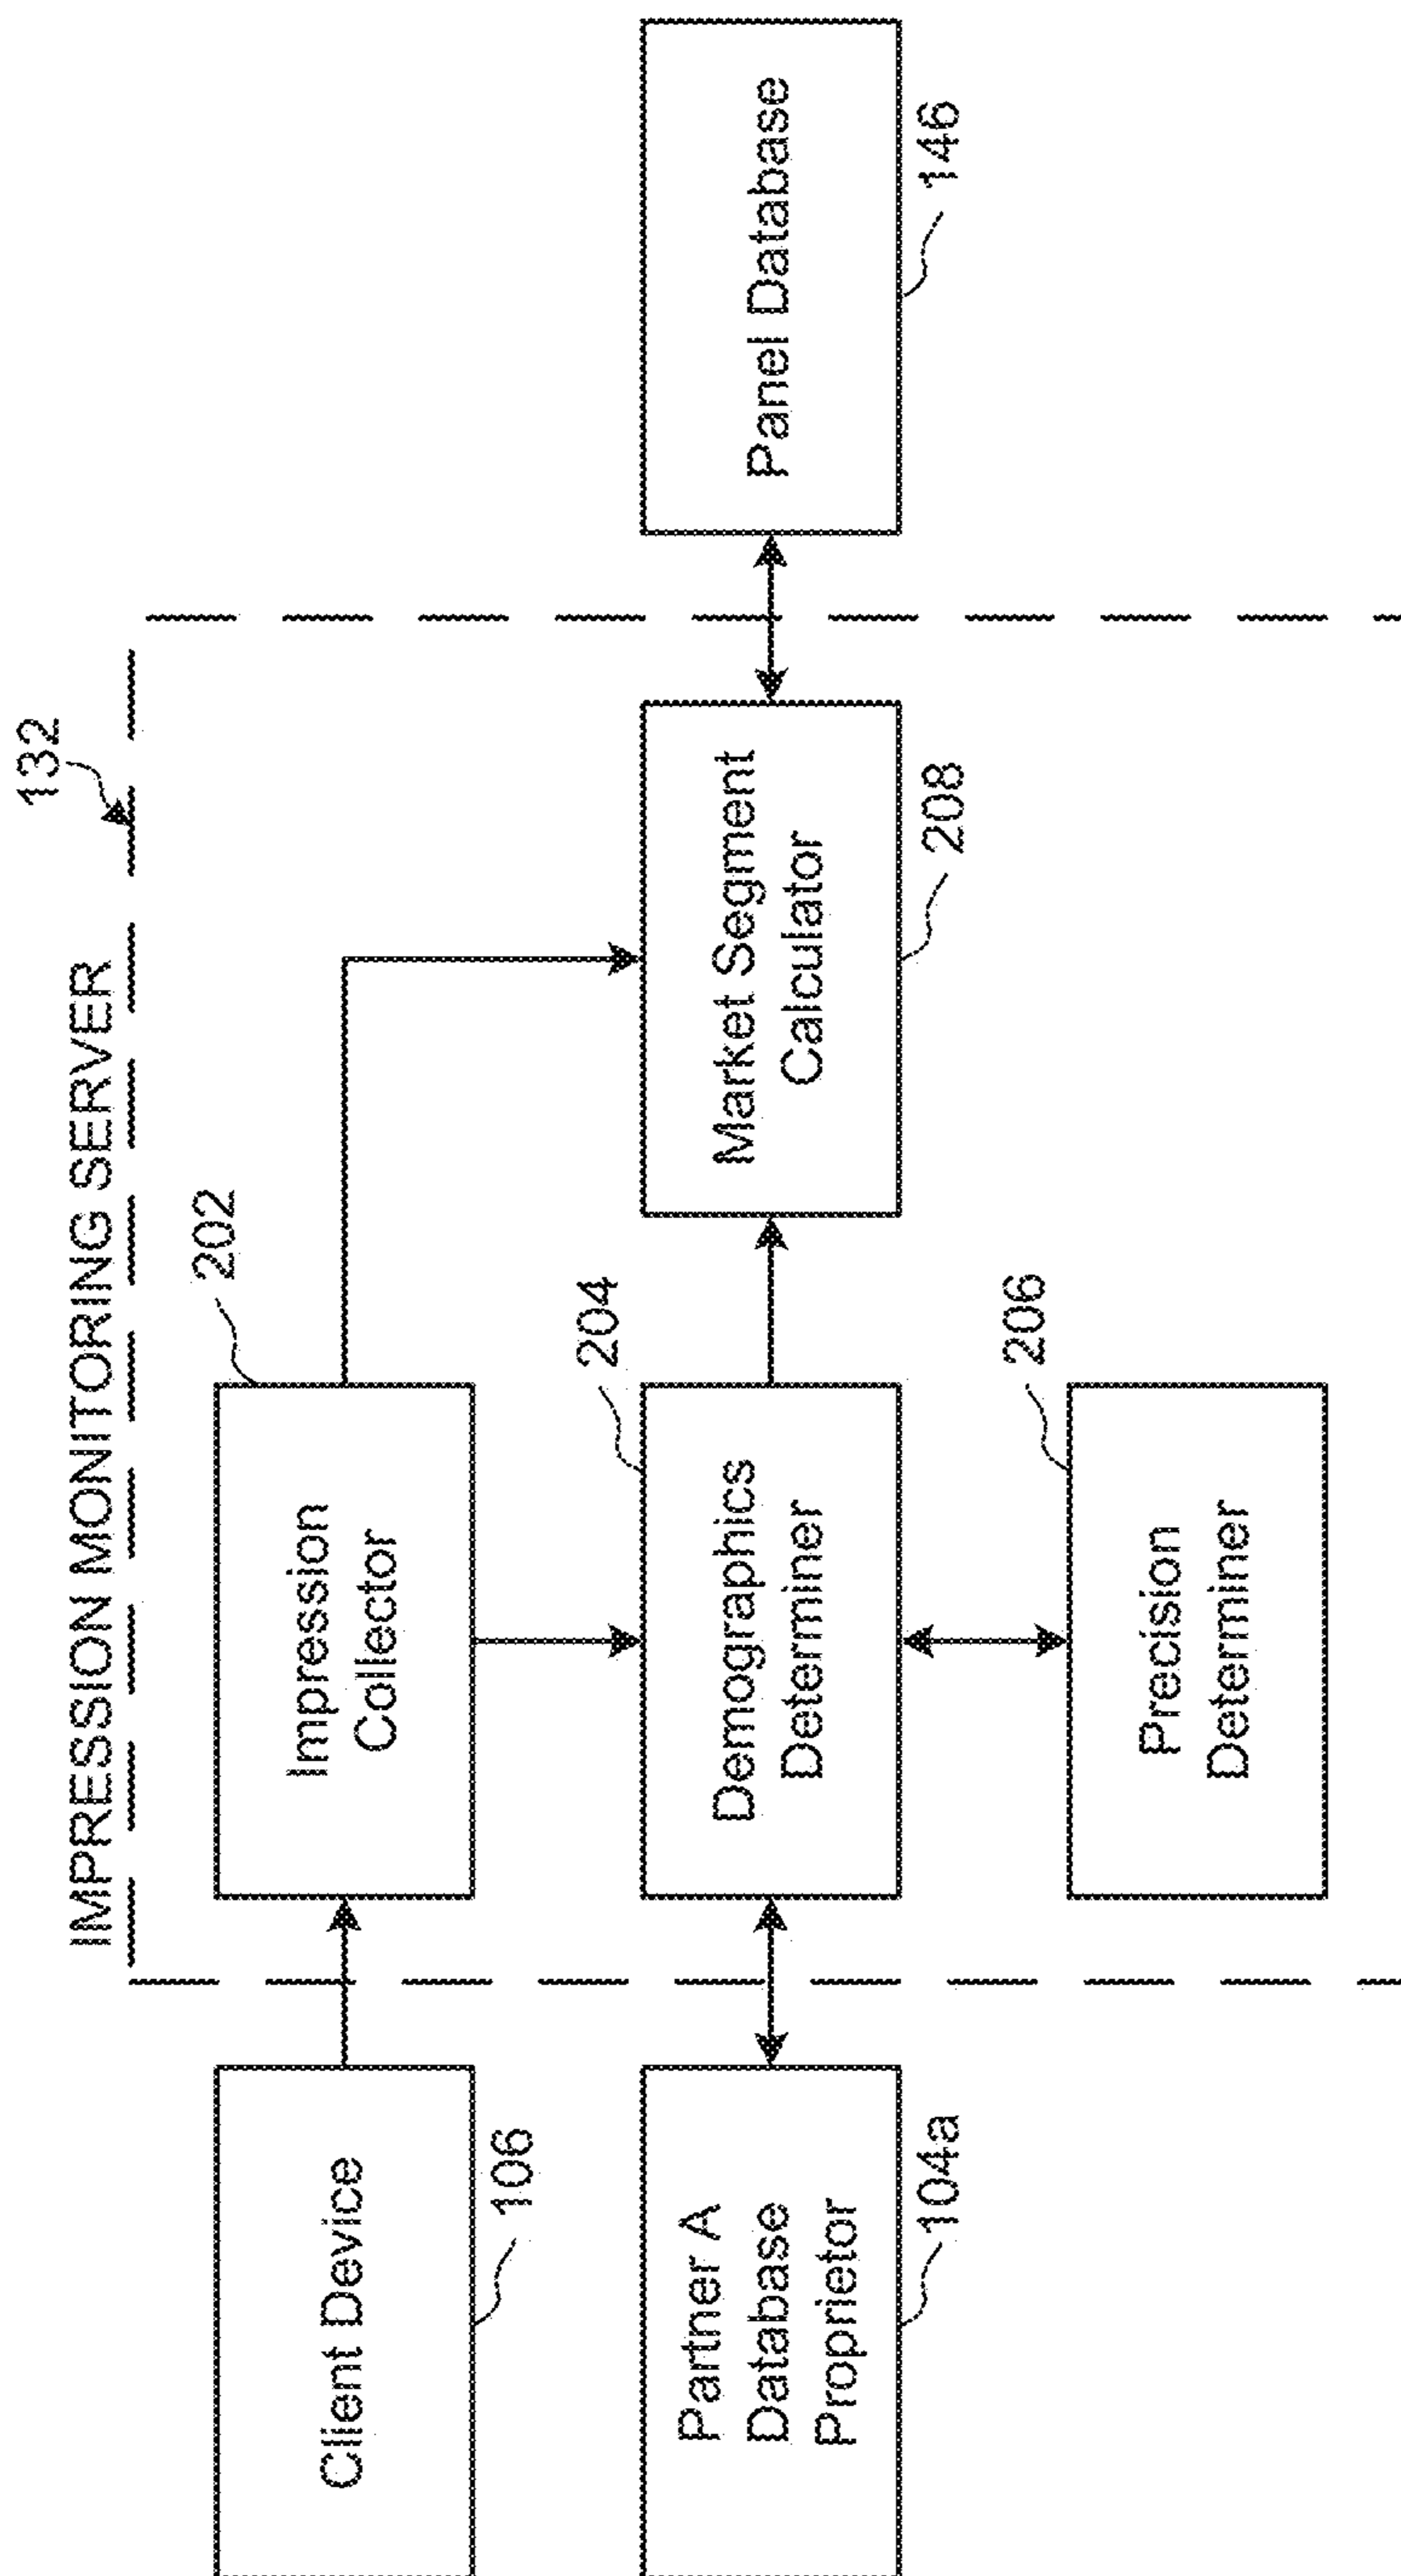 IMPRESSION MONITORING SERVER
132
Client Device
106
Impression
Collector
202
Partner A
Database
Proprietor
104a
Demographics
Determiner
204
Market Segment
Calculator
208
Panel Database
146
Precision
Determiner
206